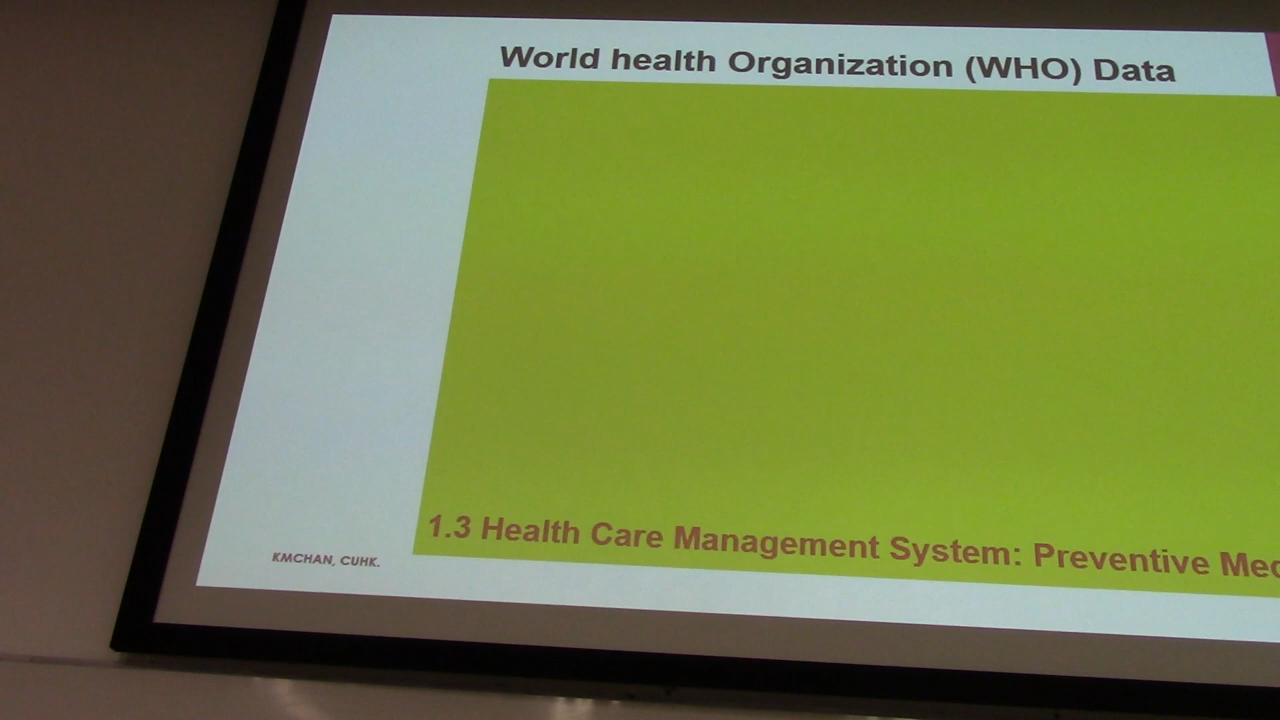 World health Organization (WHO) Data
1.3 Health Care Management System: Preventive
KMCHAN, CUHK.